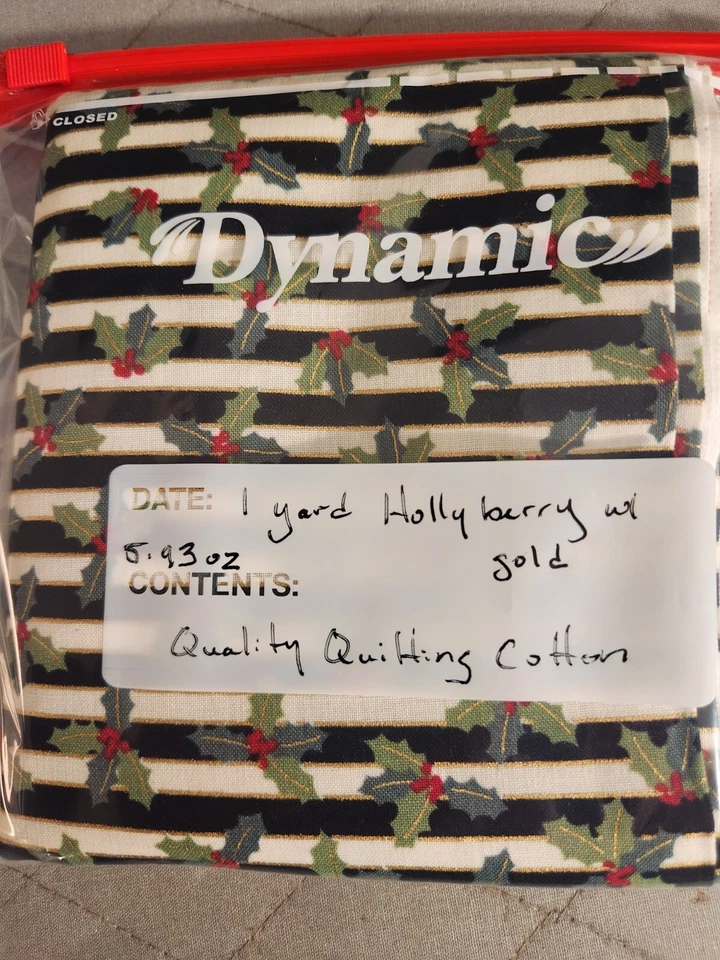 CLOSED
Dynamic
DATE: 1 yard Hollyberry w/
5.93 oz gold
CONTENTS:
Quality Quilting Cotton